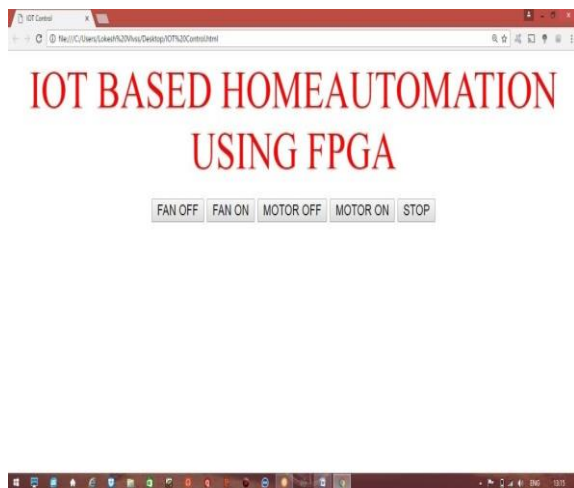 IOT Control
file:///C:/Users/Lokesh%20Vivss/Desktop/IOT%20Control.html
IOT BASED HOMEAUTOMATION
USING FPGA
FAN OFF FAN ON MOTOR OFF MOTOR ON STOP
ENG 13:15